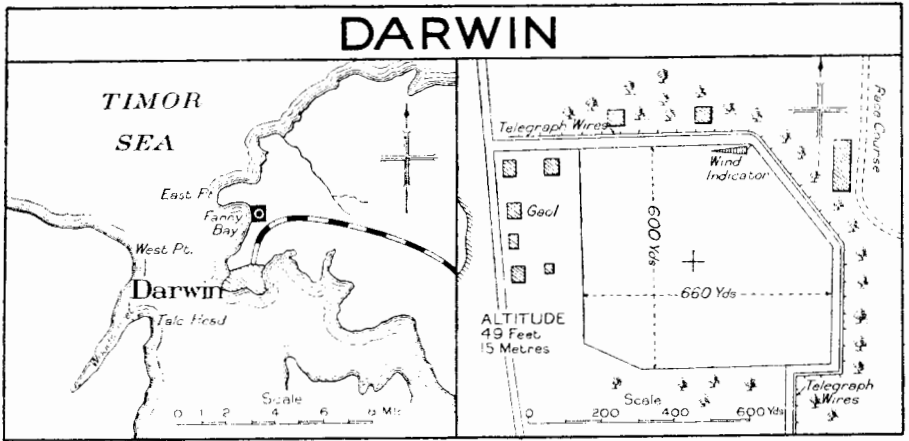 DARWIN
TIMOR
SEA
East Pt.
Fanny
Bay
West Pt.
Darwin
Talc Head
Scale
0 1 2 4 6
Telegraph Wires
Race Course
Wind
Indicator
Gaol
600 Yds
660 Yds
ALTITUDE
49 Feet
15 Metres
Scale
0 200 400 600 Yds
Telegraph
Wires